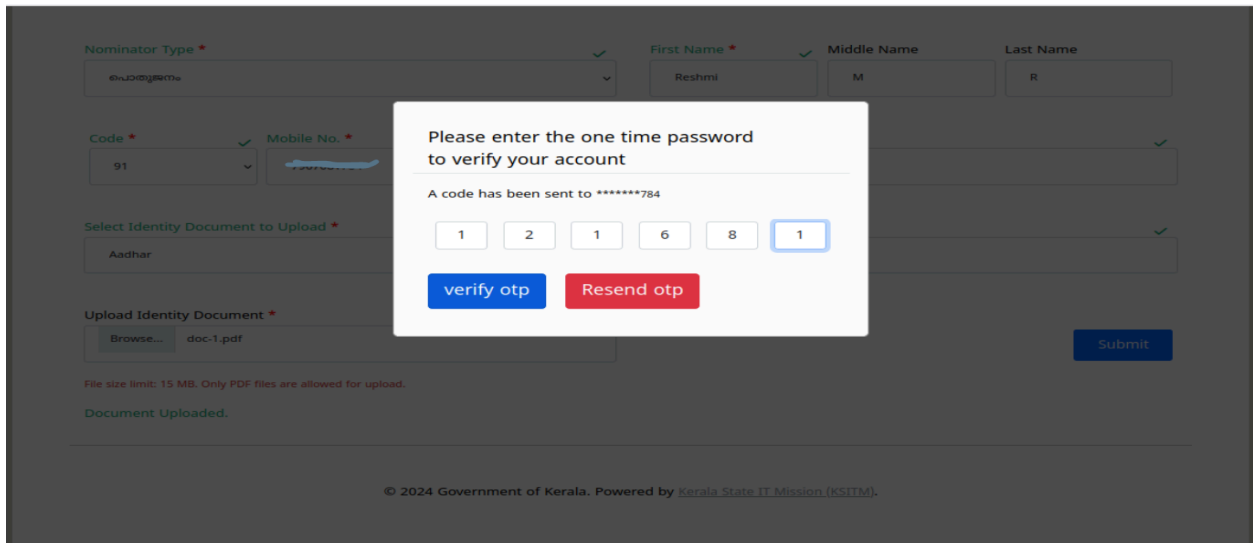 Nominator Type *
First Name *
Middle Name
Last Name
പൊതുജനം
Reshmi
M
R
Code *
Mobile No. *
91
Please enter the one time password
to verify your account
A code has been sent to *******784
1 2 1 6 8 1
verify otp
Resend otp
Select Identity Document to Upload *
Aadhar
Upload Identity Document *
Browse... doc-1.pdf
Submit
File size limit: 15 MB. Only PDF files are allowed for upload.
Document Uploaded.
© 2024 Government of Kerala. Powered by Kerala State IT Mission (KSITM).